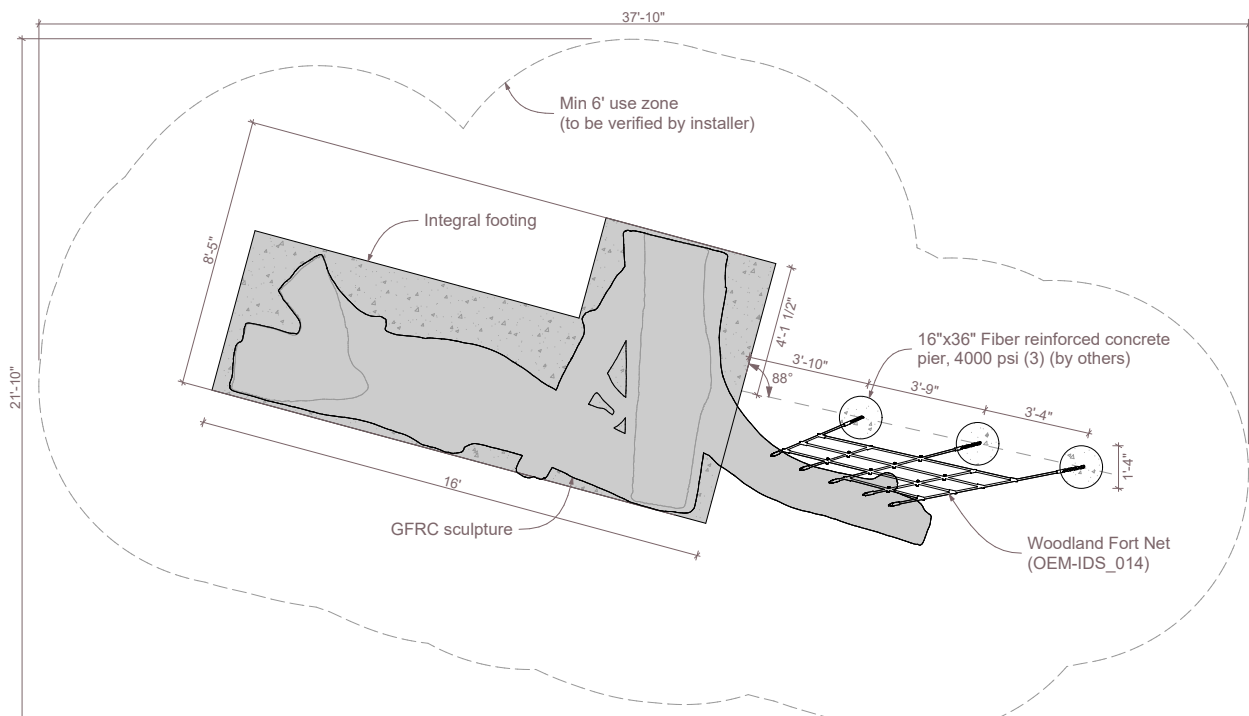 37'-10"
Min 6' use zone
(to be verified by installer)
Integral footing
8'-5"
4'-1 1/2"
16"x36" Fiber reinforced concrete
pier, 4000 psi (3) (by others)
3'-10"
88°
3'-9"
3'-4"
21'-10"
1'-4"
16'
GFRC sculpture
Woodland Fort Net
(OEM-IDS_014)